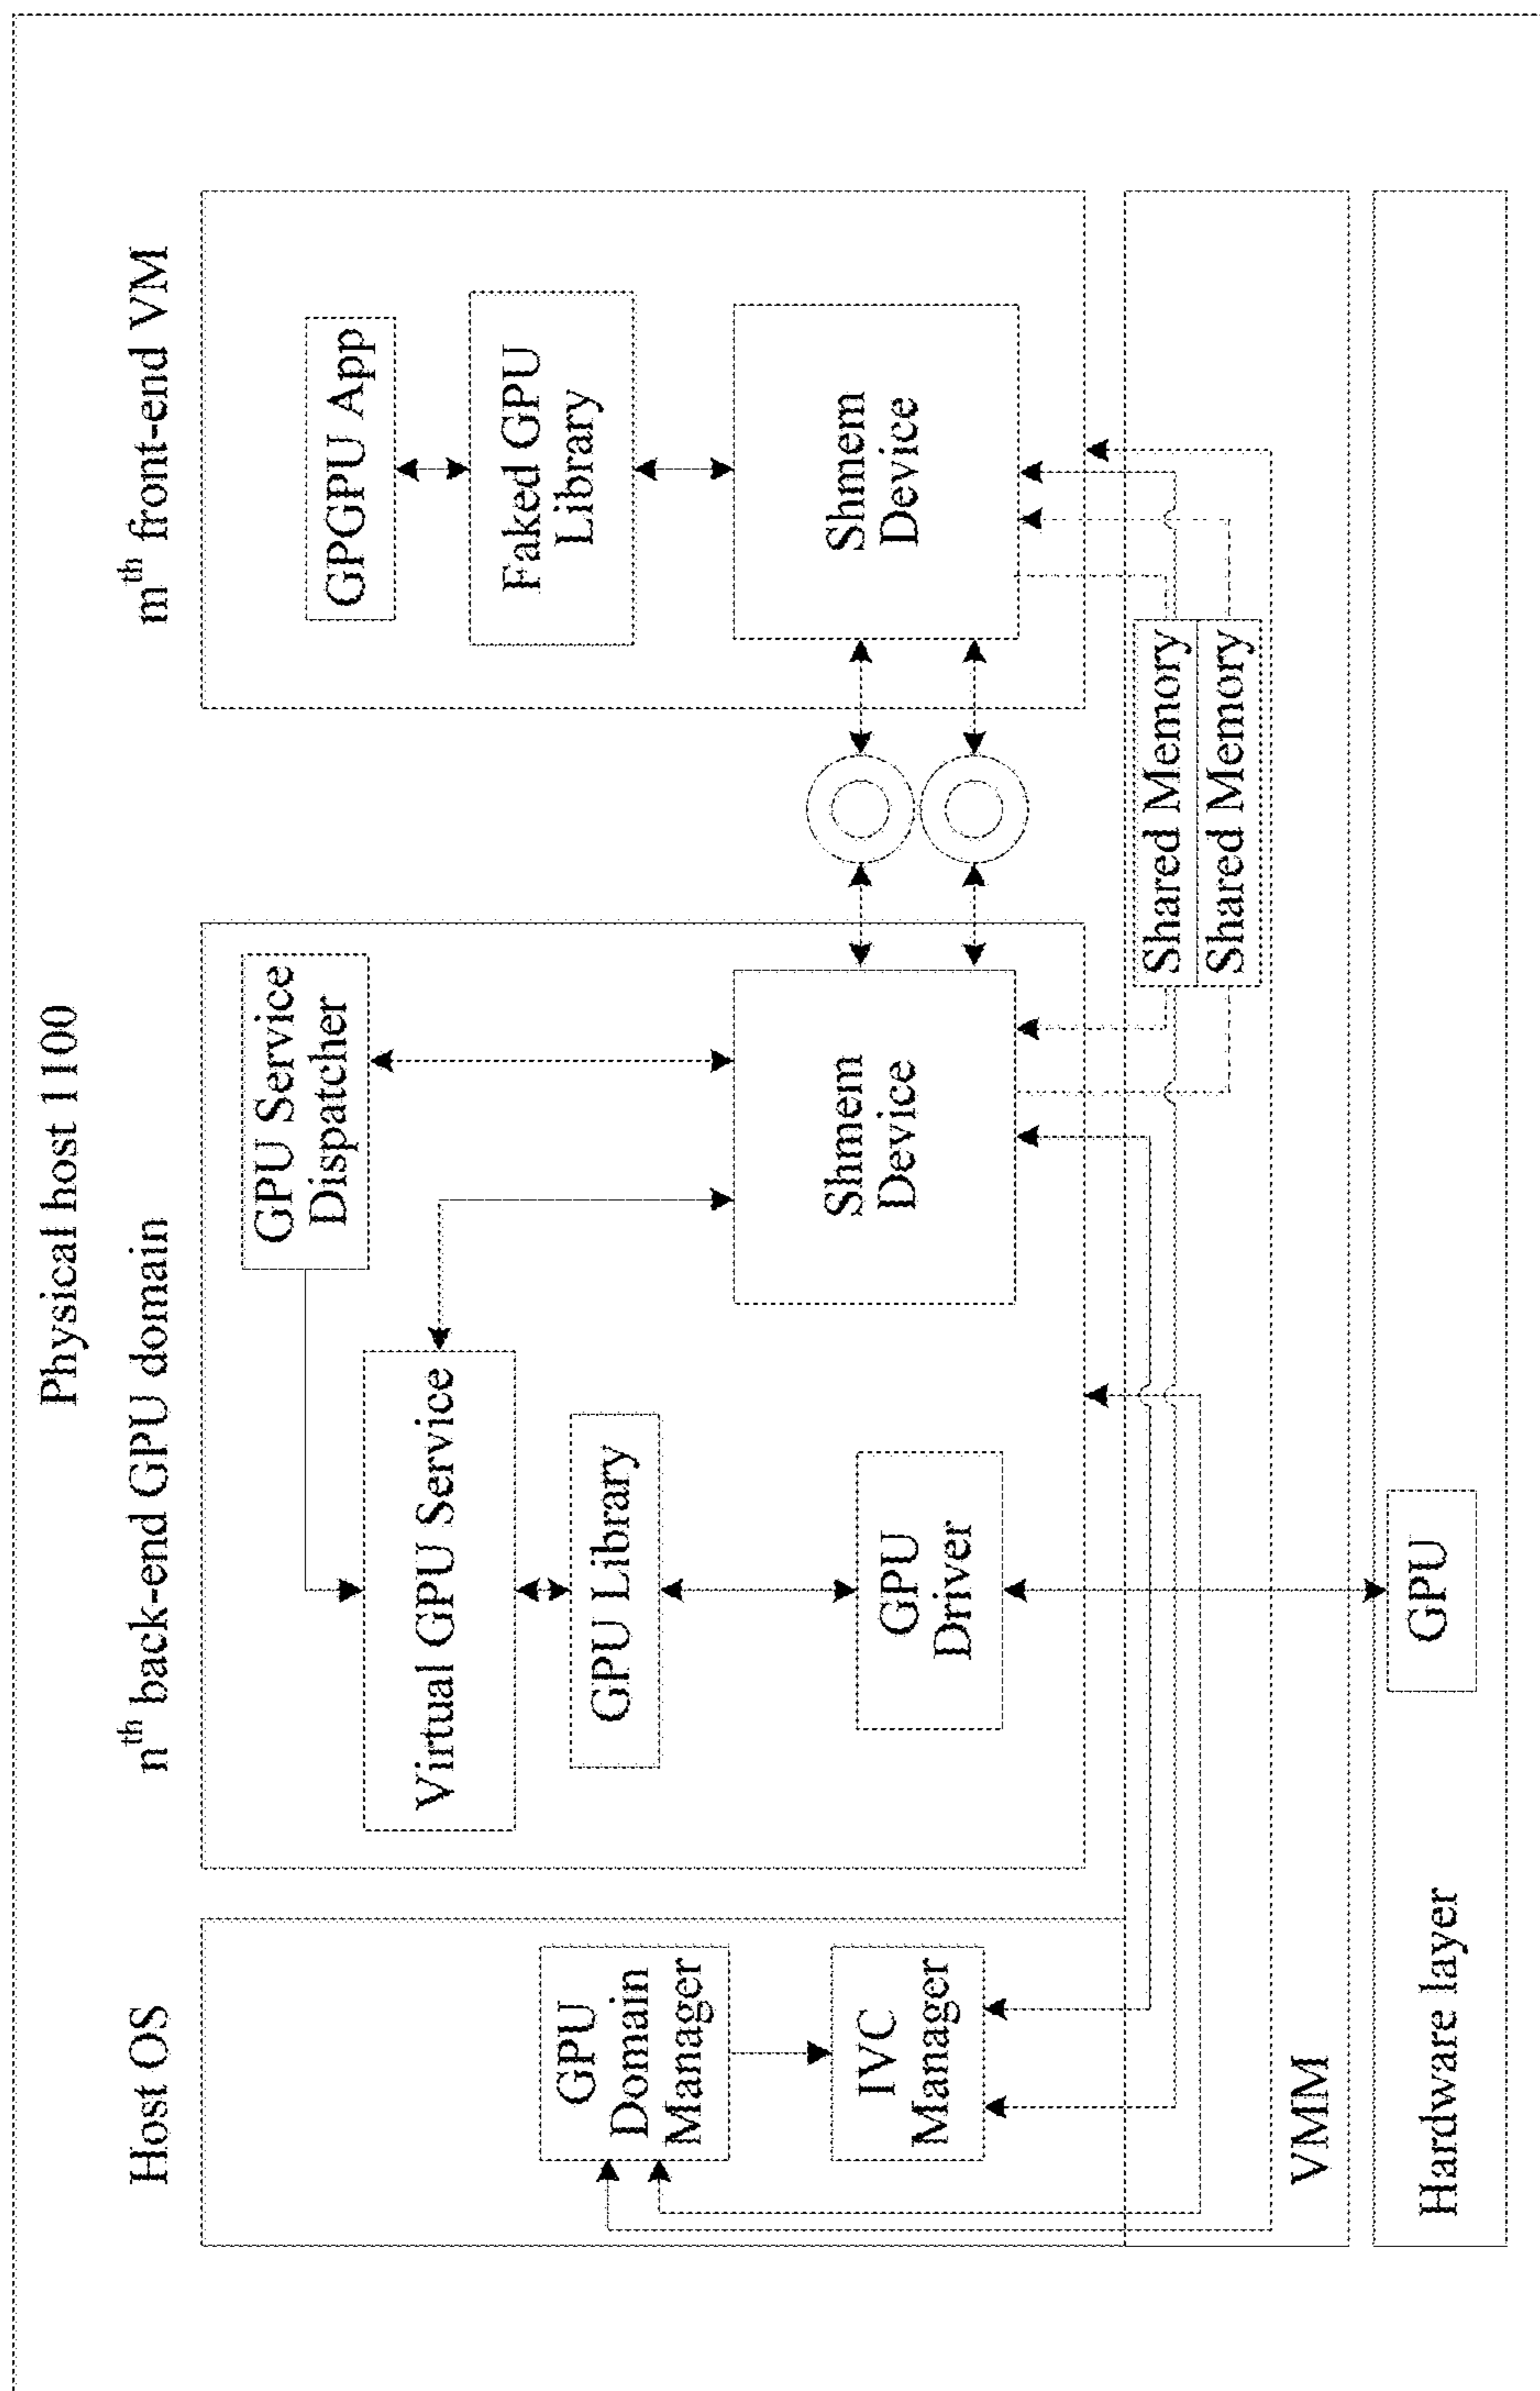 Physical host 1100
Host OS
nth back-end GPU domain
mth front-end VM
GPU
Domain
Manager
IVC
Manager
Virtual GPU Service
GPU Library
GPU
Driver
GPU Service
Dispatcher
Shmem
Device
GPGPU App
Faked GPU
Library
Shmem
Device
Shared Memory
Shared Memory
VMM
Hardware layer
GPU